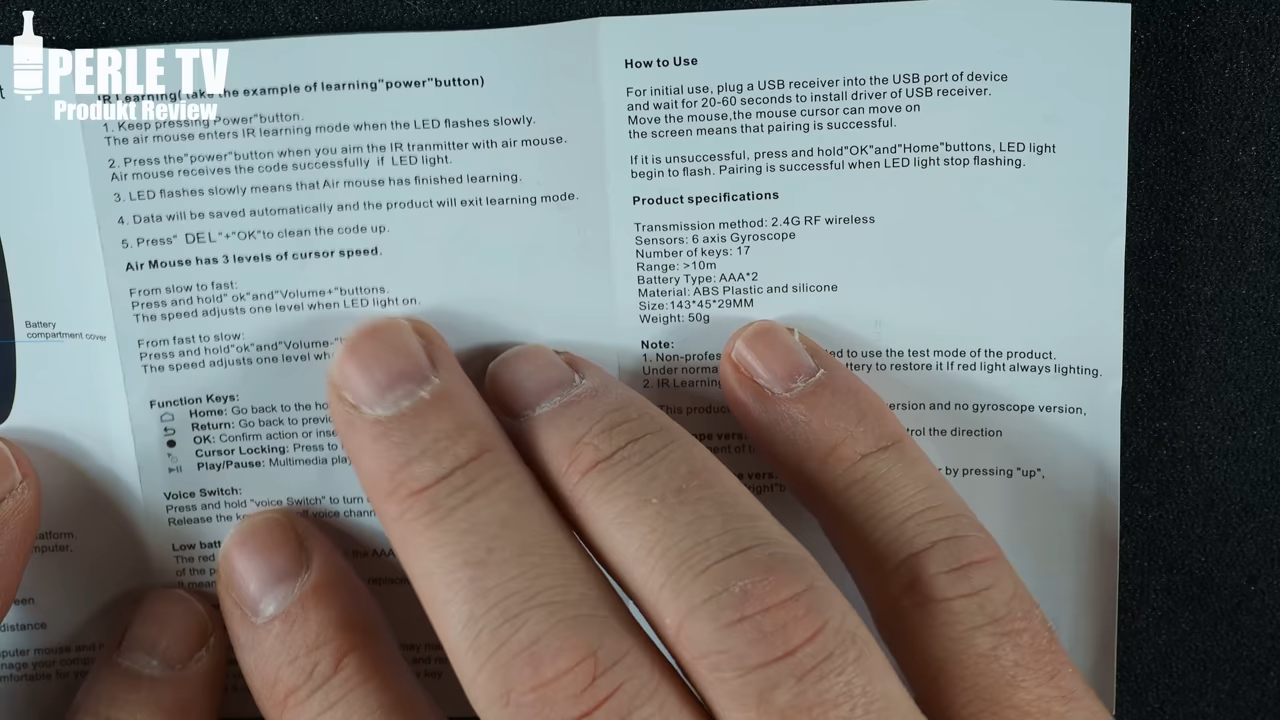 PERLE TV
Produkt Review
Battery
compartment cover
distance
IR Learning( take the example of learning"power"button)
1. Keep pressing Power"button.
The air mouse enters IR learning mode when the LED flashes slowly.
2. Press the"power"button when you aim the IR tranmitter with air mouse.
Air mouse receives the code successfully if LED light.
3. LED flashes slowly means that Air mouse has finished learning.
4. Data will be saved automatically and the product will exit learning mode.
5. Press" DEL"+"OK"to clean the code up.
Air Mouse has 3 levels of cursor speed.
From slow to fast:
Press and hold" ok"and"Volume+"buttons.
The speed adjusts one level when LED light on.
From fast to slow:
Press and hold"ok"and"Volume-"
The speed adjusts one level
Function Keys:
Home: Go back to the
Return: Go back to
OK: Confirm action or
Cursor Locking: Press to
Play/Pause: Multimedia
Voice Switch:
Press and hold "voice Switch" to turn
Release the
Low
The red the AAA
of the
It
How to Use
For initial use, plug a USB receiver into the USB port of device
and wait for 20-60 seconds to install driver of USB receiver.
Move the mouse,the mouse cursor can move on
the screen means that pairing is successful.
If it is unsuccessful, press and hold"OK"and"Home"buttons, LED light
begin to flash. Pairing is successful when LED light stop flashing.
Product specifications
Transmission method: 2.4G RF wireless
Sensors: 6 axis Gyroscope
Number of keys: 17
Range: >10m
Battery Type: AAA*2
Material: ABS Plastic and silicone
Size:143*45*29MM
Weight: 50g
Note:
1. to use the test mode of the product.
Under to restore it If red light always lighting.
2. IR Learning
This and no gyroscope version,
the direction
by pressing "up",